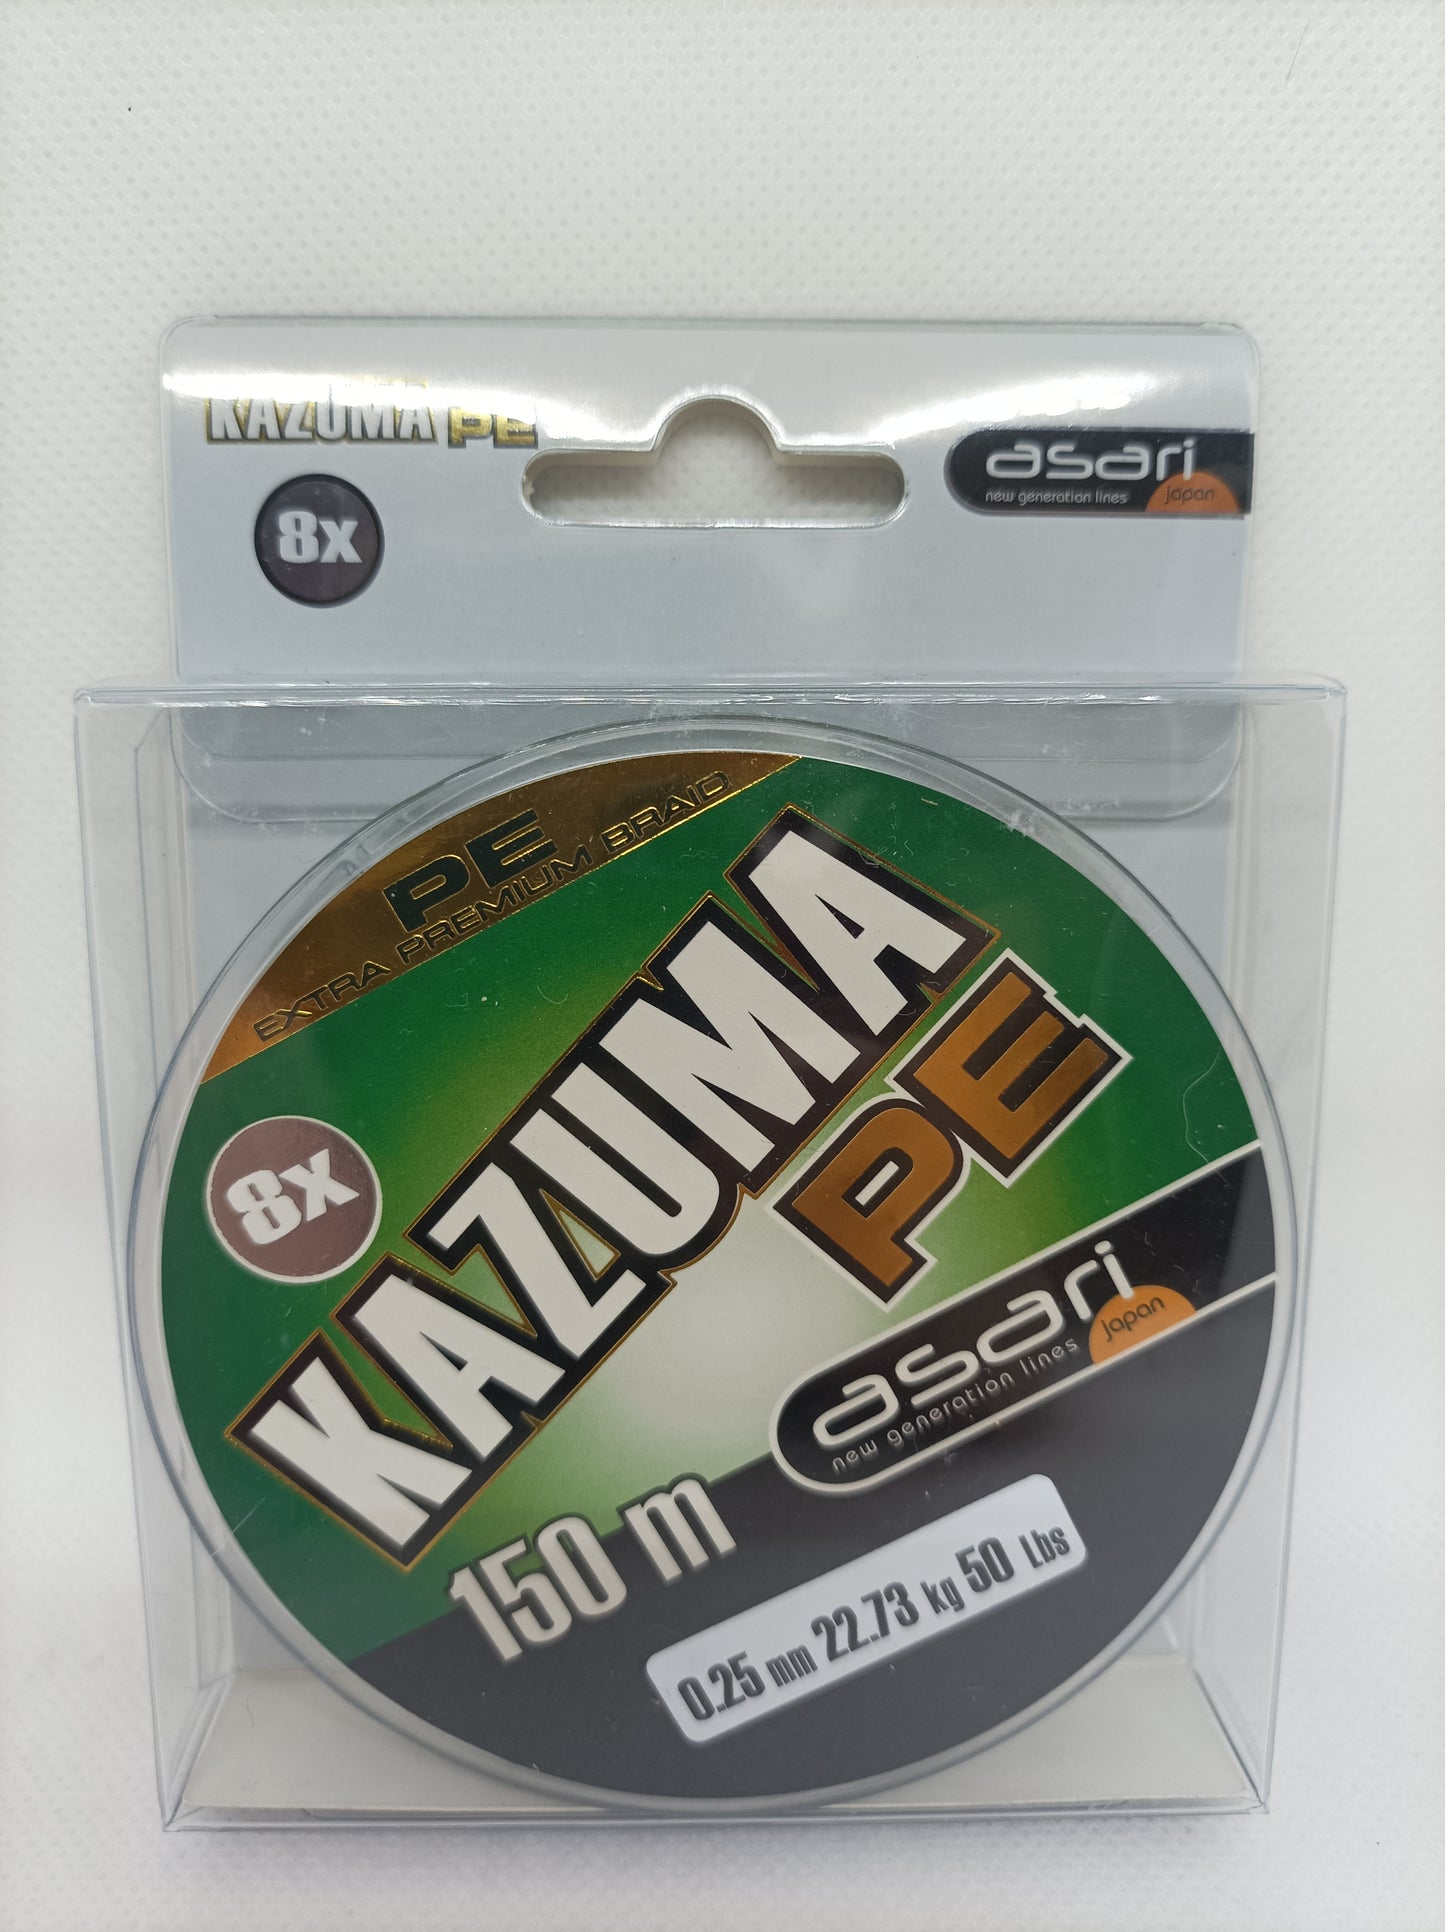 KAZUMA PE
8x
asari
new generation lines
japan
PE
EXTRA PREMIUM BRAID
8x
KAZUMA
PE
asari
new generation lines
japan
150 m
0.25 mm 22.73 kg 50 Lbs